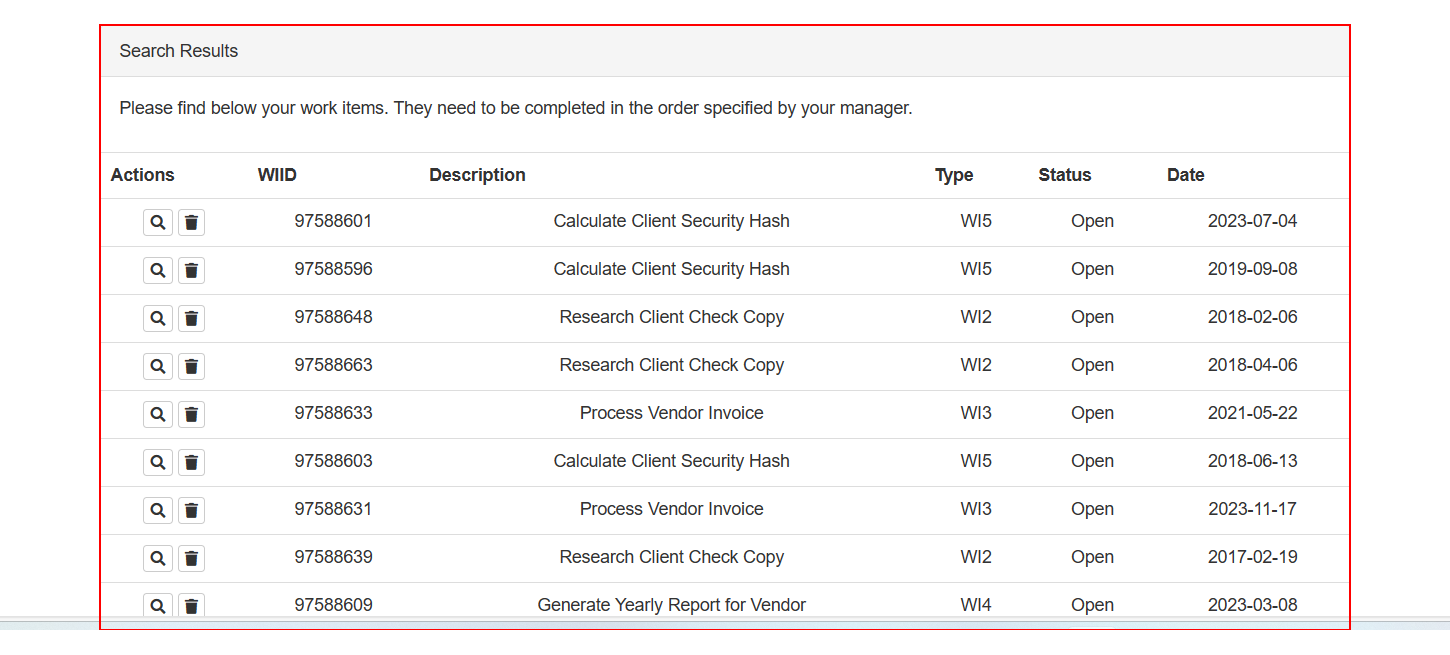 Search Results
Please find below your work items. They need to be completed in the order specified by your manager.
Actions WIID Description Type Status Date
97588601 Calculate Client Security Hash WI5 Open 2023-07-04
97588596 Calculate Client Security Hash WI5 Open 2019-09-08
97588648 Research Client Check Copy WI2 Open 2018-02-06
97588663 Research Client Check Copy WI2 Open 2018-04-06
97588633 Process Vendor Invoice WI3 Open 2021-05-22
97588603 Calculate Client Security Hash WI5 Open 2018-06-13
97588631 Process Vendor Invoice WI3 Open 2023-11-17
97588639 Research Client Check Copy WI2 Open 2017-02-19
97588609 Generate Yearly Report for Vendor WI4 Open 2023-03-08